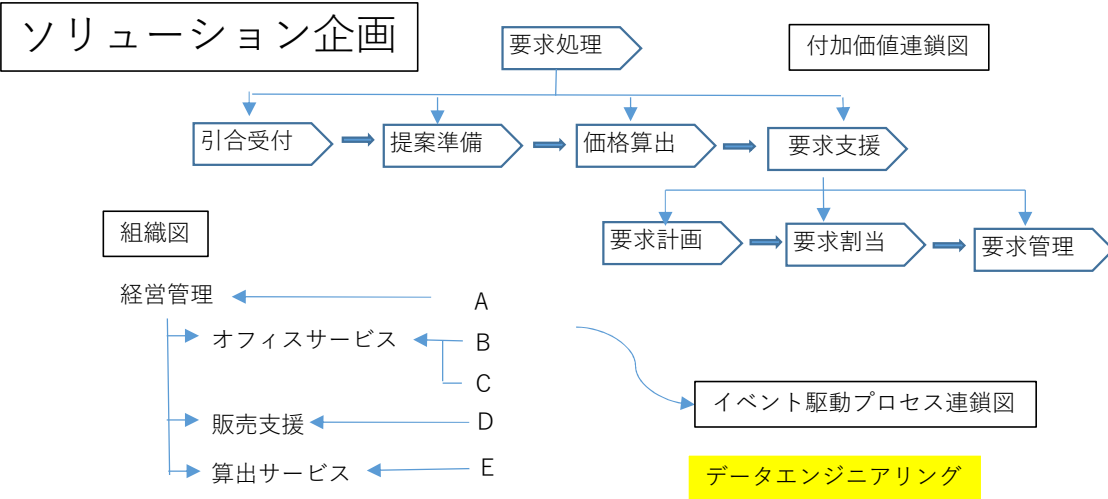 ソリューション企画
要求処理
付加価値連鎖図
引合受付
提案準備
価格算出
要求支援
要求計画
要求割当
要求管理
組織図
経営管理
A
オフィスサービス
B
C
販売支援
D
算出サービス
E
イベント駆動プロセス連鎖図
データエンジニアリング